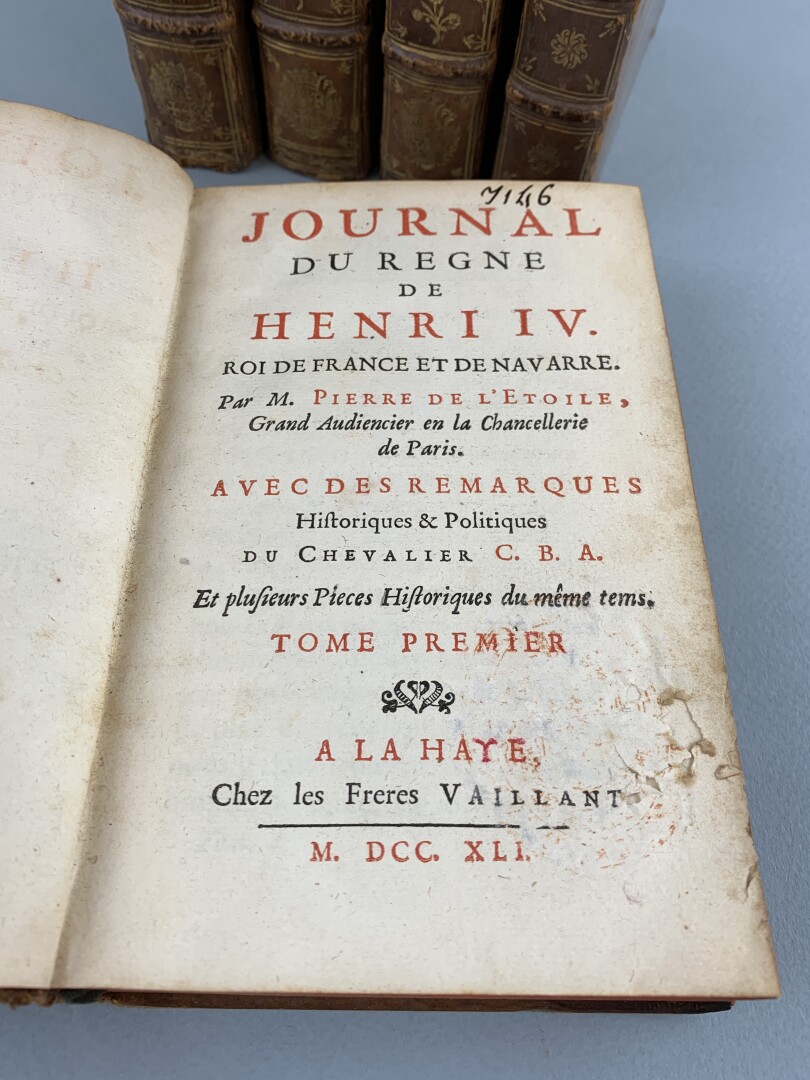 7146
JOURNAL
DU REGNE
DE
HENRI IV.
ROI DE FRANCE ET DE NAVARRE.
Par M. PIERRE DE L'ETOILE,
Grand Audiencier en la Chancellerie
de Paris.
AVEC DES REMARQUES
Hiſtoriques & Politiques
DU CHEVALIER C. B. A.
Et pluſieurs Pieces Hiſtoriques du même tems.
TOME PREMIER
A LA HAYE,
Chez les Freres VAILLANT
M. DCC. XLI.